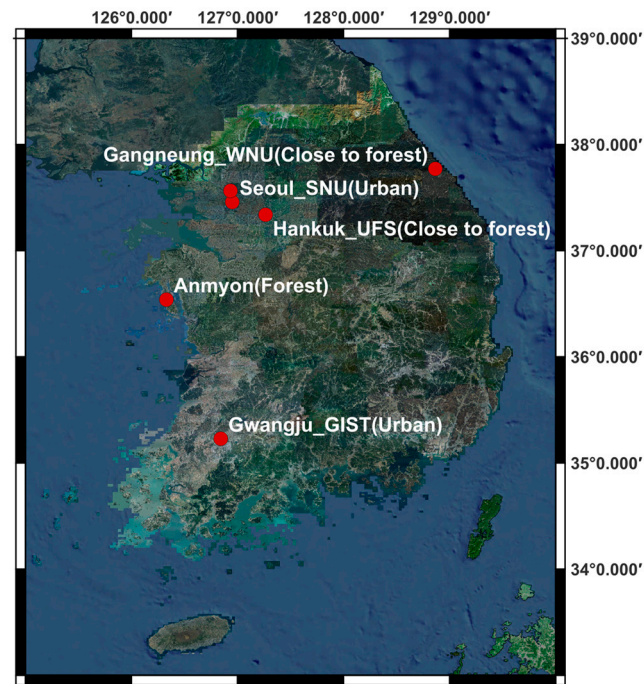 126°0.000′ 127°0.000′ 128°0.000′ 129°0.000′
39°0.000′
38°0.000′
Gangneung_WNU(Close to forest)
Seoul_SNU(Urban)
Hankuk_UFS(Close to forest)
37°0.000′
Anmyon(Forest)
36°0.000′
Gwangju_GIST(Urban)
35°0.000′
34°0.000′